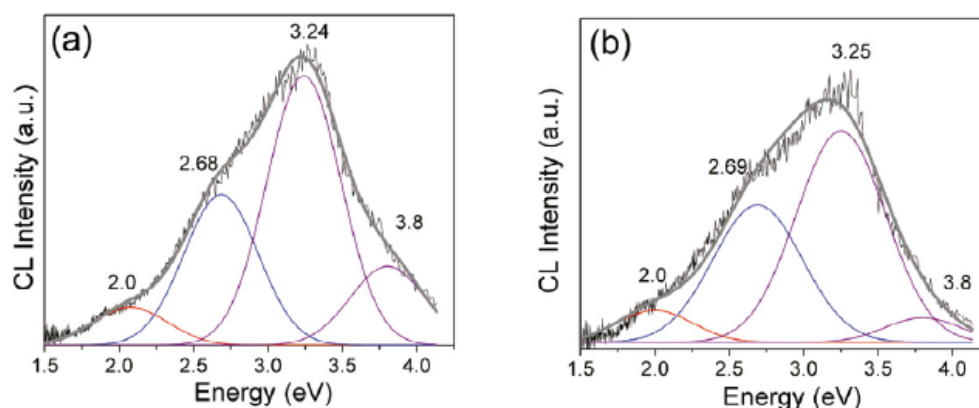 (a)
3.24
2.68
3.8
2.0
CL Intensity (a.u.)
1.5 2.0 2.5 3.0 3.5 4.0
Energy (eV)
(b)
3.25
2.69
2.0
3.8
CL Intensity (a.u.)
1.5 2.0 2.5 3.0 3.5 4.0
Energy (eV)